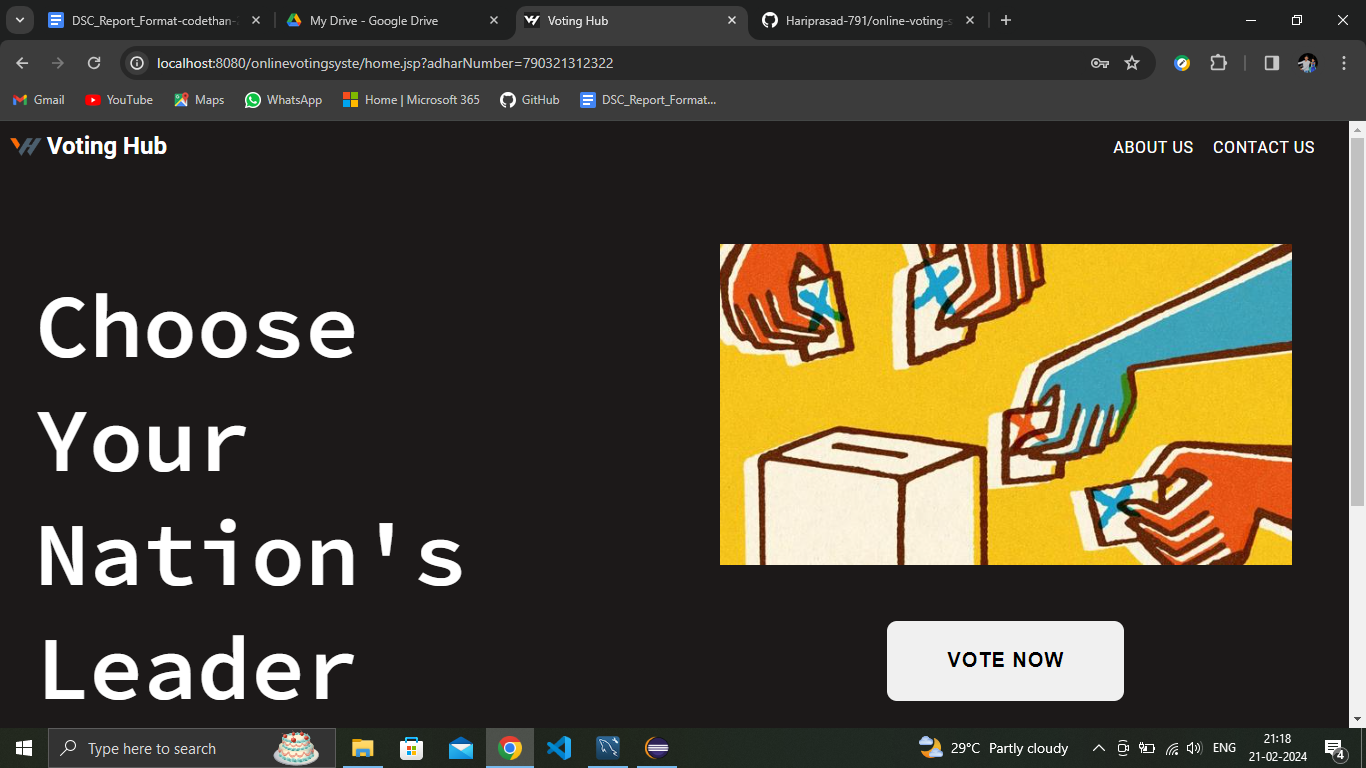 DSC_Report_Format-codethan-
My Drive - Google Drive
Voting Hub
Hariprasad-791/online-voting-s
localhost:8080/onlinevotingsyste/home.jsp?adharNumber=790321312322
Gmail
YouTube
Maps
WhatsApp
Home | Microsoft 365
GitHub
DSC_Report_Format...
Voting Hub
ABOUT US
CONTACT US
Choose
Your
Nation's
Leader
VOTE NOW
Type here to search
29°C Partly cloudy
ENG
21:18
21-02-2024
4